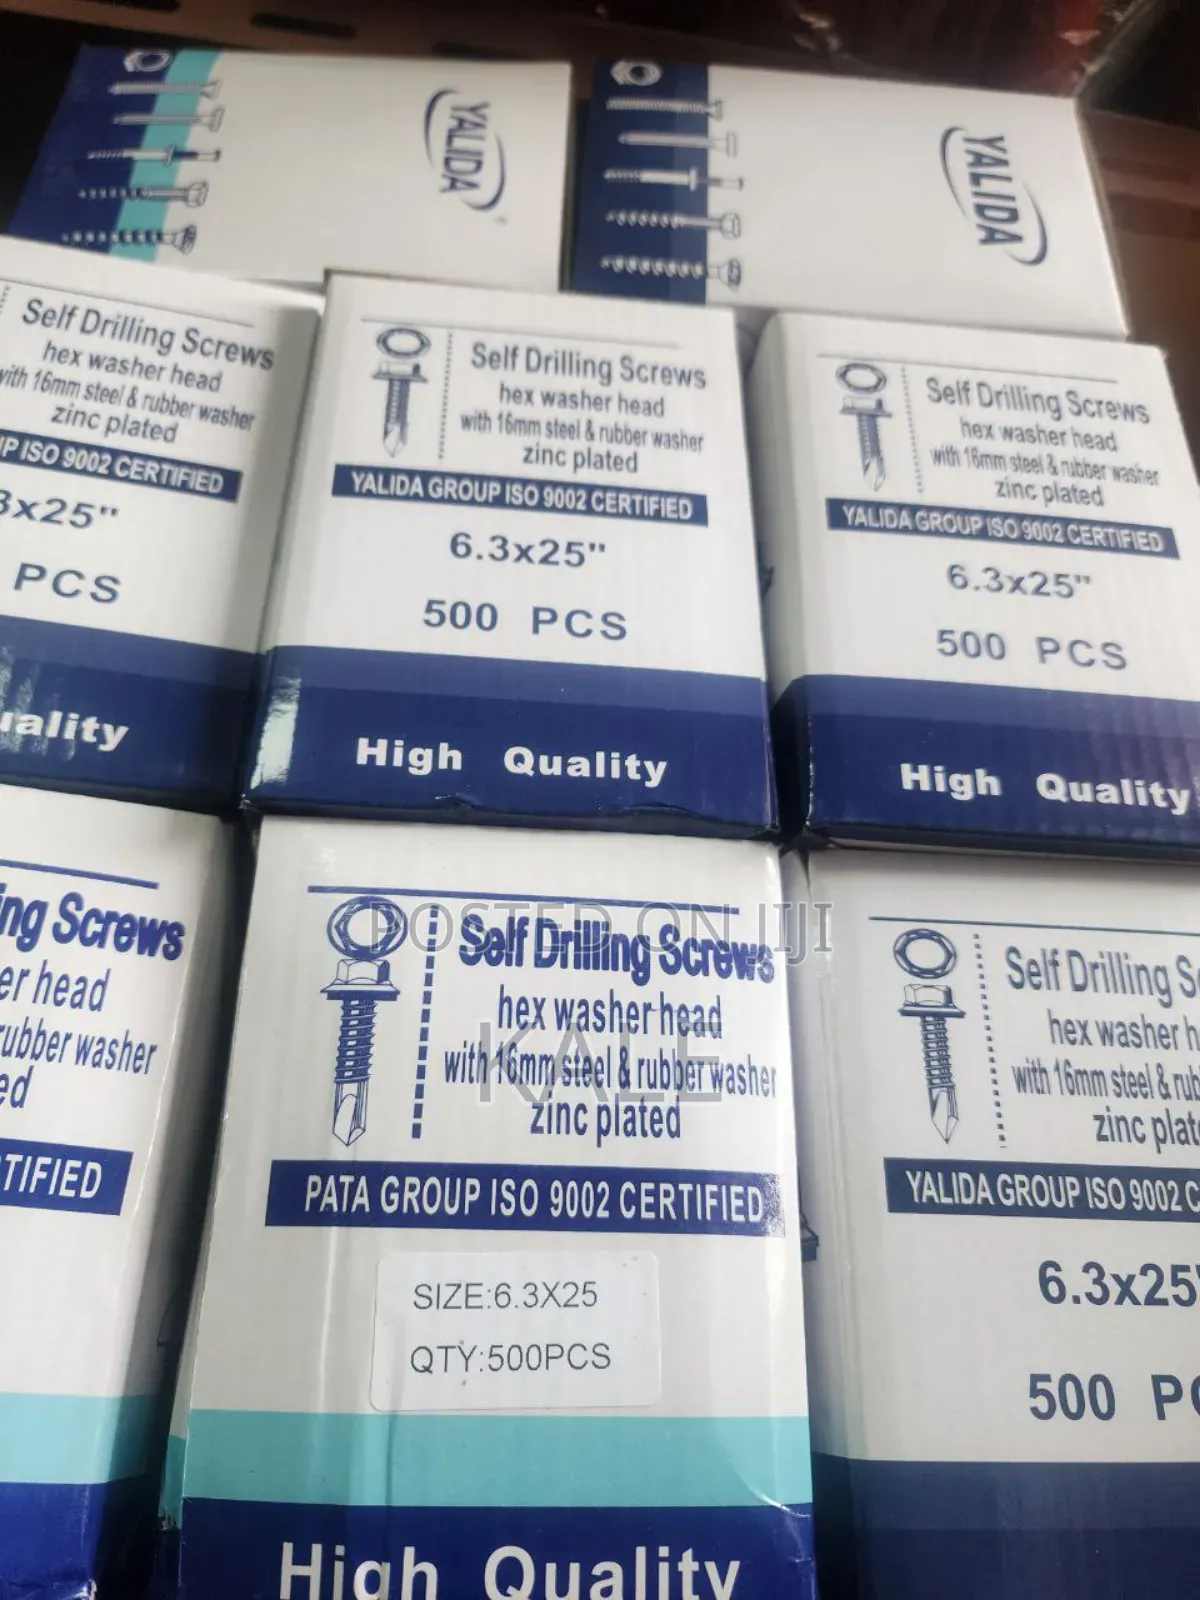 YALIDA
YALIDA
Self Drilling Screws
hex washer head
with 16mm steel & rubber washer
zinc plated
UP ISO 9002 CERTIFIED
3x25"
PCS
uality
Self Drilling Screws
hex washer head
with 16mm steel & rubber washer
zinc plated
YALIDA GROUP ISO 9002 CERTIFIED
6.3x25"
500 PCS
High Quality
Self Drilling Screws
hex washer head
with 16mm steel & rubber washer
zinc plated
YALIDA GROUP ISO 9002 CERTIFIED
6.3x25"
500 PCS
High Quality
ing Screws
er head
rubber washer
ed
TIFIED
Self Drilling Screws
hex washer head
with 16mm steel & rubber washer
zinc plated
PATA GROUP ISO 9002 CERTIFIED
SIZE:6.3X25
QTY:500PCS
High Quality
Self Drilling S
hex washer h
with 16mm steel & rub
zinc plat
YALIDA GROUP ISO 9002 C
6.3x25"
500 PC
POSTED ON JIJI
KALE